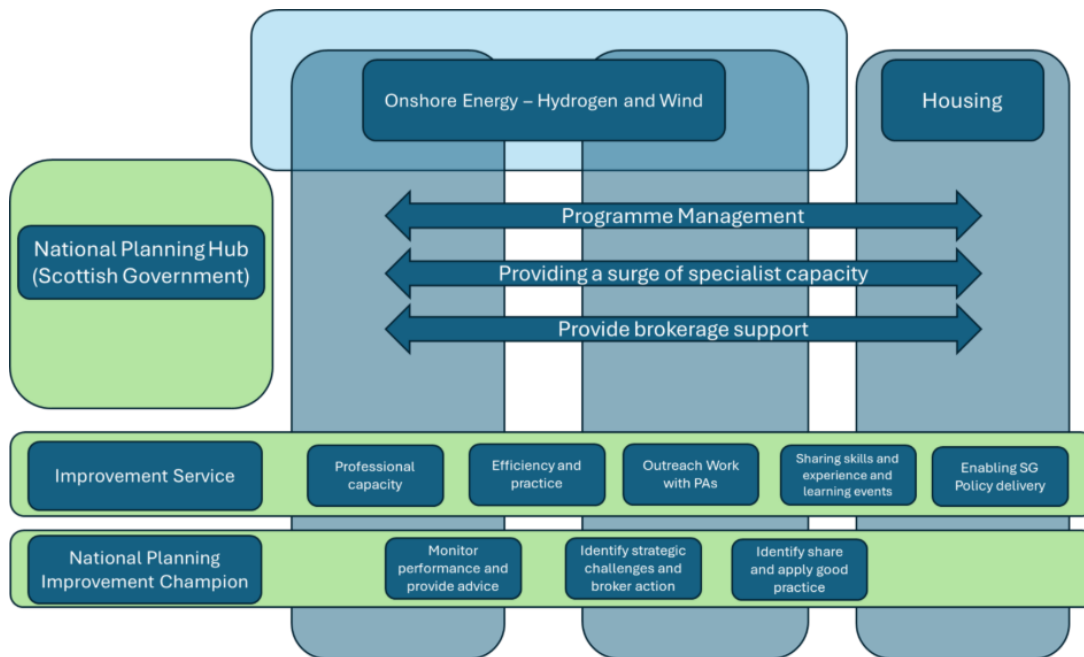 Onshore Energy – Hydrogen and Wind
Housing
National Planning Hub
(Scottish Government)
Programme Management
Providing a surge of specialist capacity
Provide brokerage support
Improvement Service
Professional
capacity
Efficiency and
practice
Outreach Work
with PAs
Sharing skills and
experience and
learning events
Enabling SG
Policy delivery
National Planning
Improvement Champion
Monitor
performance and
provide advice
Identify strategic
challenges and
broker action
Identify share
and apply good
practice